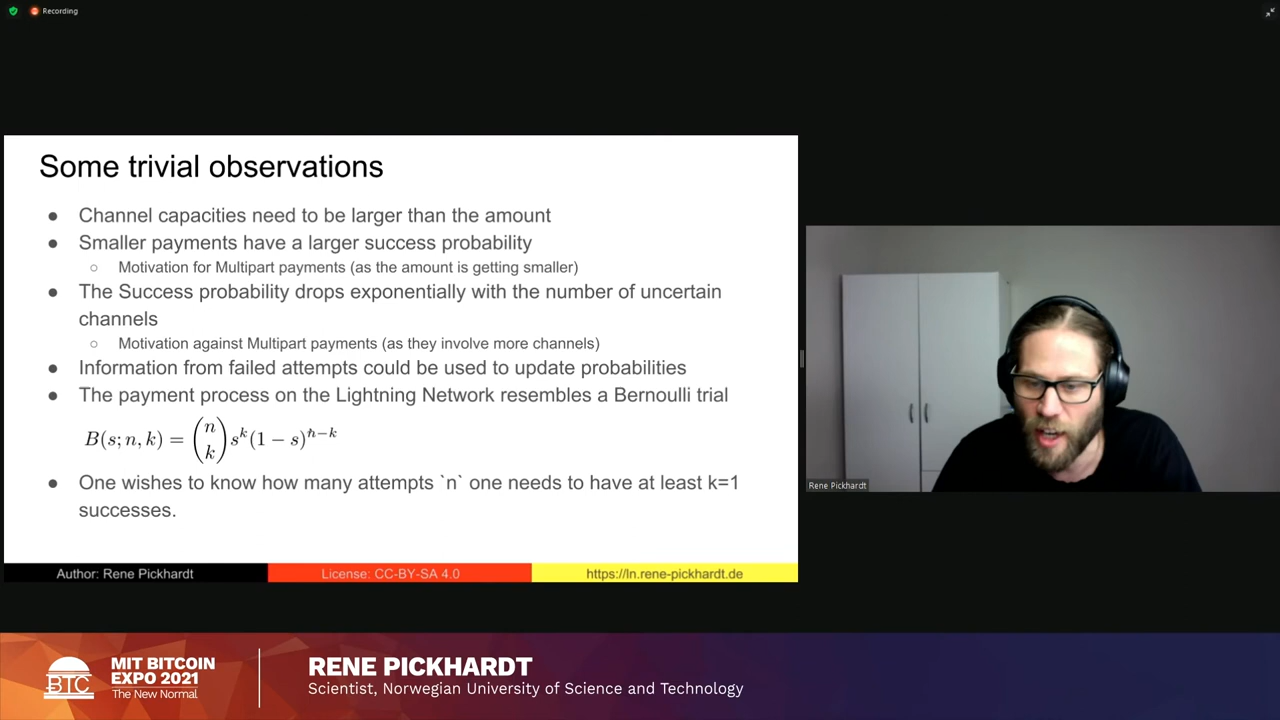 Recording
Some trivial observations
● Channel capacities need to be larger than the amount
● Smaller payments have a larger success probability
○ Motivation for Multipart payments (as the amount is getting smaller)
● The Success probability drops exponentially with the number of uncertain
channels
○ Motivation against Multipart payments (as they involve more channels)
● Information from failed attempts could be used to update probabilities
● The payment process on the Lightning Network resembles a Bernoulli trial
B(s; n, k) = (n k) s^k (1 − s)^{n−k}
● One wishes to know how many attempts `n` one needs to have at least k=1
successes.
Author: Rene Pickhardt
License: CC-BY-SA 4.0
https://ln.rene-pickhardt.de
Rene Pickhardt
BTC
MIT BITCOIN
EXPO 2021
The New Normal
RENE PICKHARDT
Scientist, Norwegian University of Science and Technology